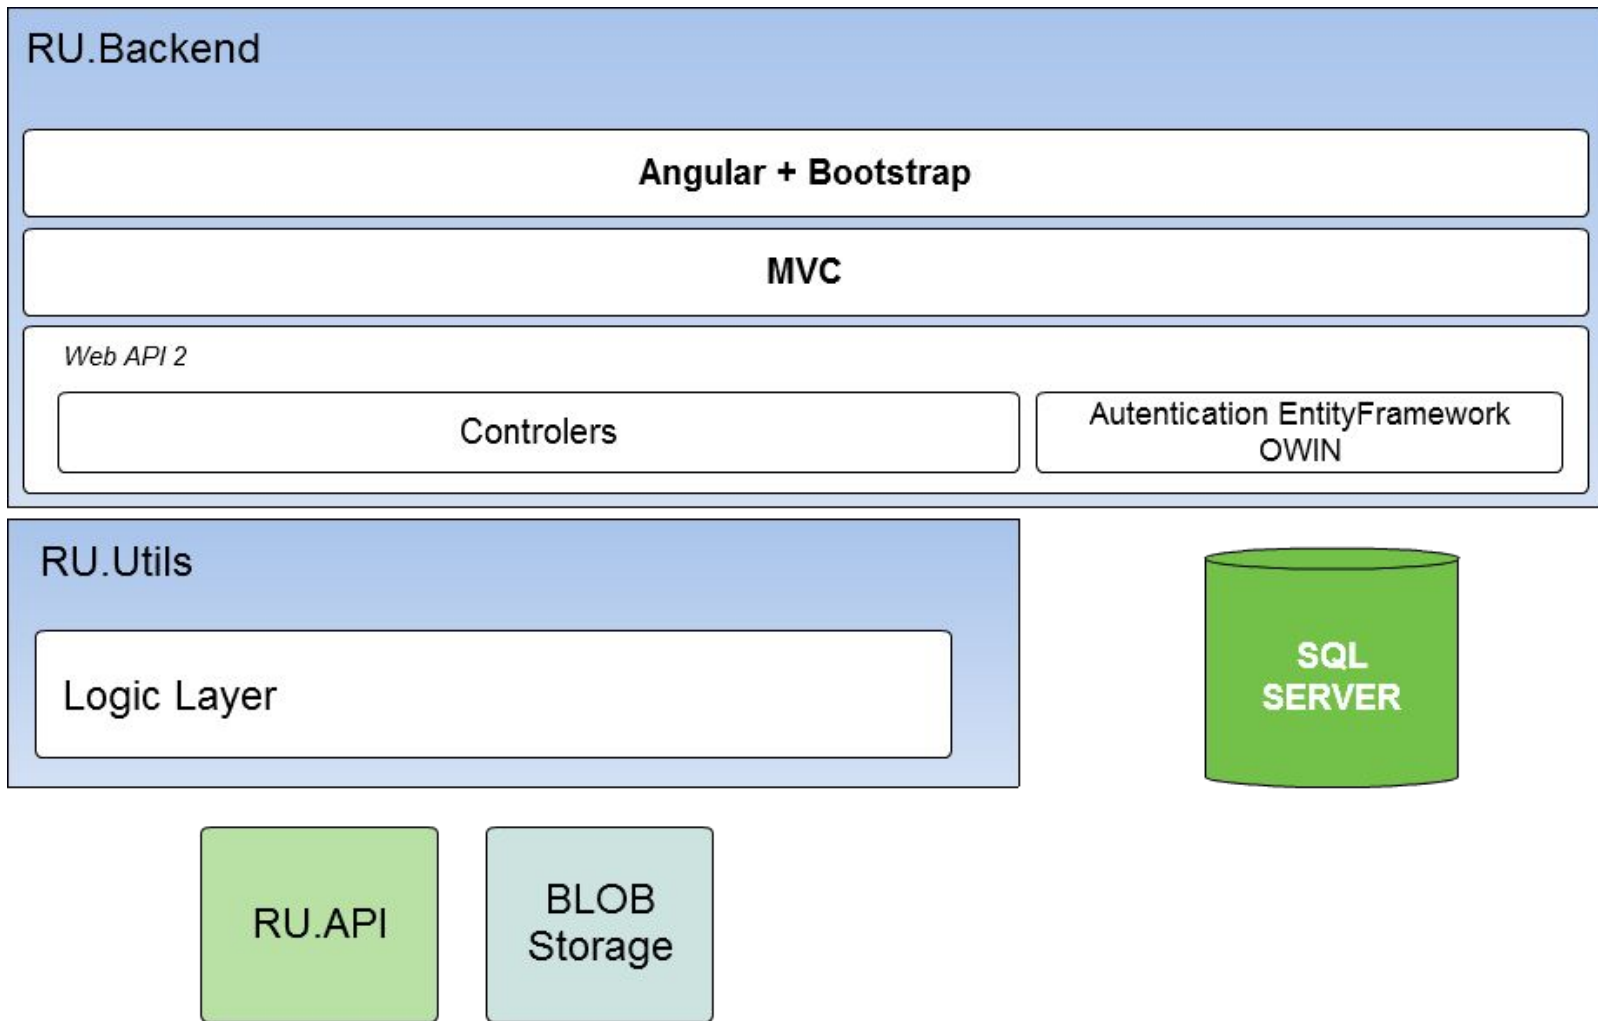 RU.Backend
Angular + Bootstrap
MVC
Web API 2
Controlers
Autentication EntityFramework
OWIN
RU.Utils
Logic Layer
SQL
SERVER
RU.API
BLOB
Storage